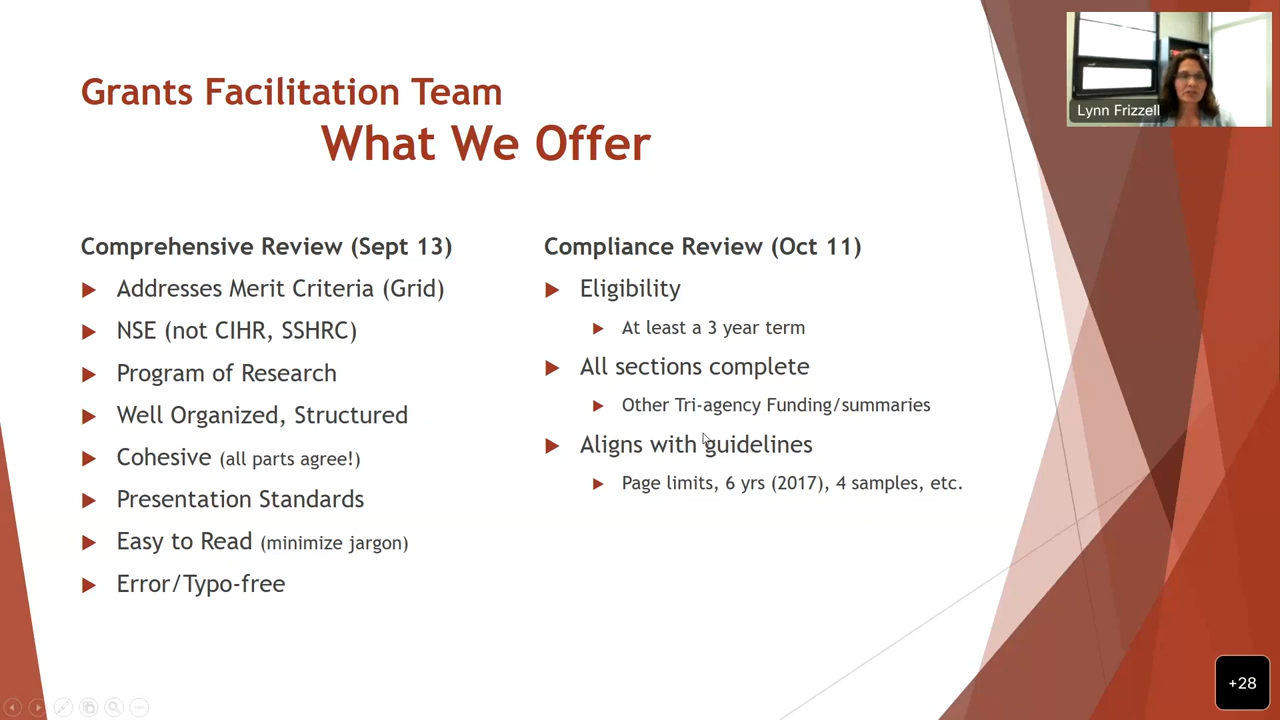 Grants Facilitation Team
What We Offer
Lynn Frizzell
Comprehensive Review (Sept 13)
Addresses Merit Criteria (Grid)
NSE (not CIHR, SSHRC)
Program of Research
Well Organized, Structured
Cohesive (all parts agree!)
Presentation Standards
Easy to Read (minimize jargon)
Error/Typo-free
Compliance Review (Oct 11)
Eligibility
At least a 3 year term
All sections complete
Other Tri-agency Funding/summaries
Aligns with guidelines
Page limits, 6 yrs (2017), 4 samples, etc.
+28